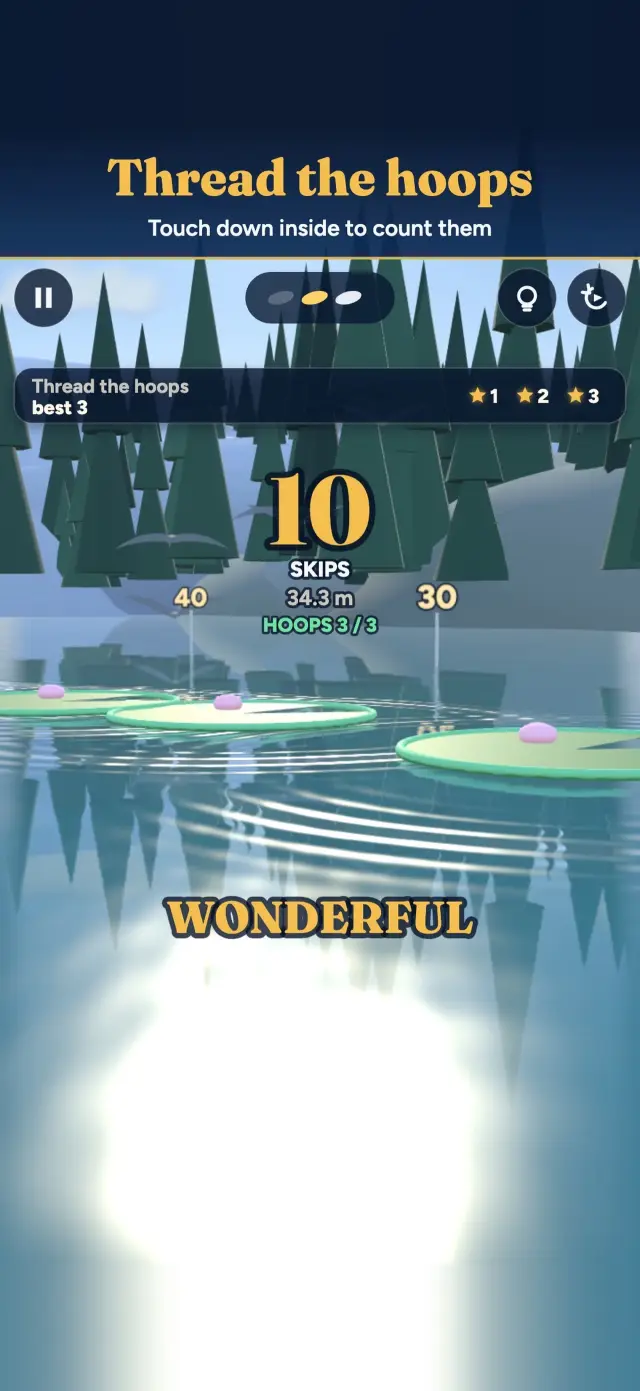 Thread the hoops
Touch down inside to count them
Thread the hoops
best 3
1 2 3
10
SKIPS
40 34.3 m 30
HOOPS 3 / 3
WONDERFUL